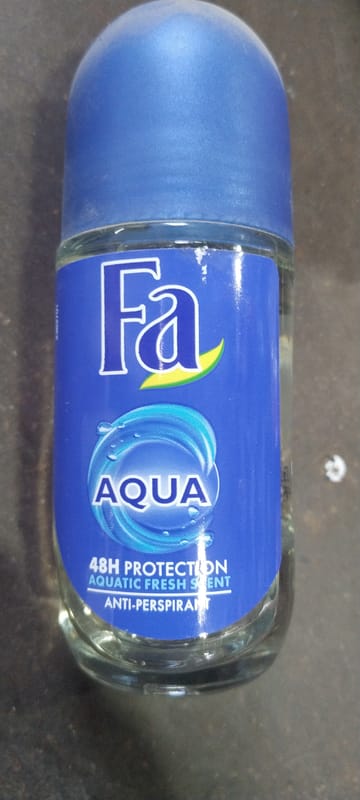 Fa
AQUA
48H PROTECTION
AQUATIC FRESH SCENT
ANTI-PERSPIRANT